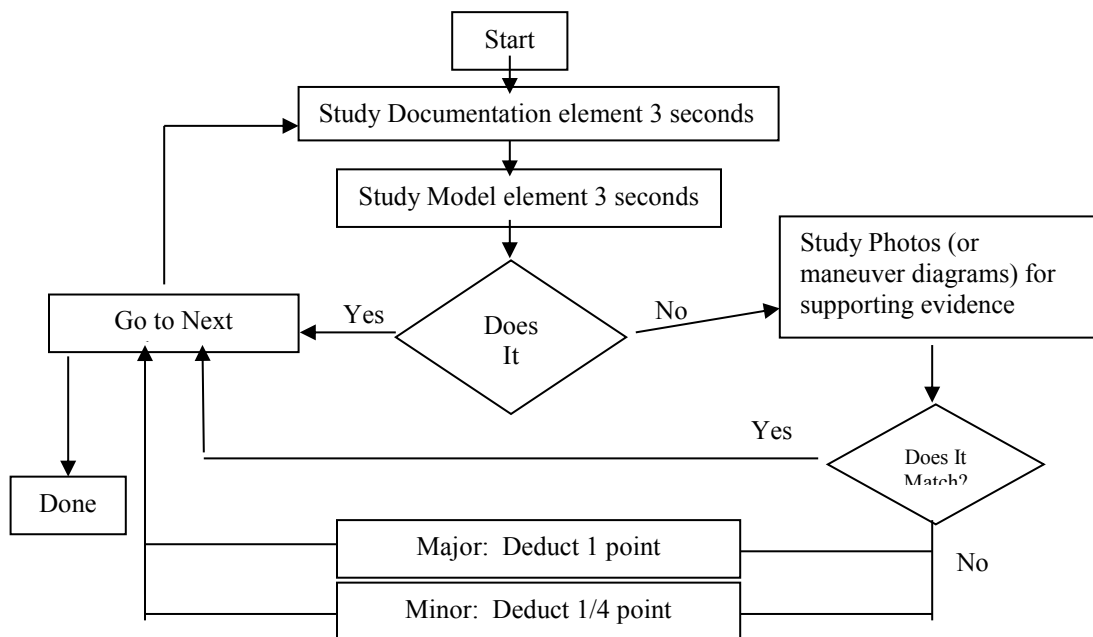 Start
Study Documentation element 3 seconds
Study Model element 3 seconds
Study Photos (or
maneuver diagrams) for
supporting evidence
Go to Next
Yes
Does
It
No
Yes
Does It
Match?
Done
Major:  Deduct 1 point
No
Minor:  Deduct 1/4 point